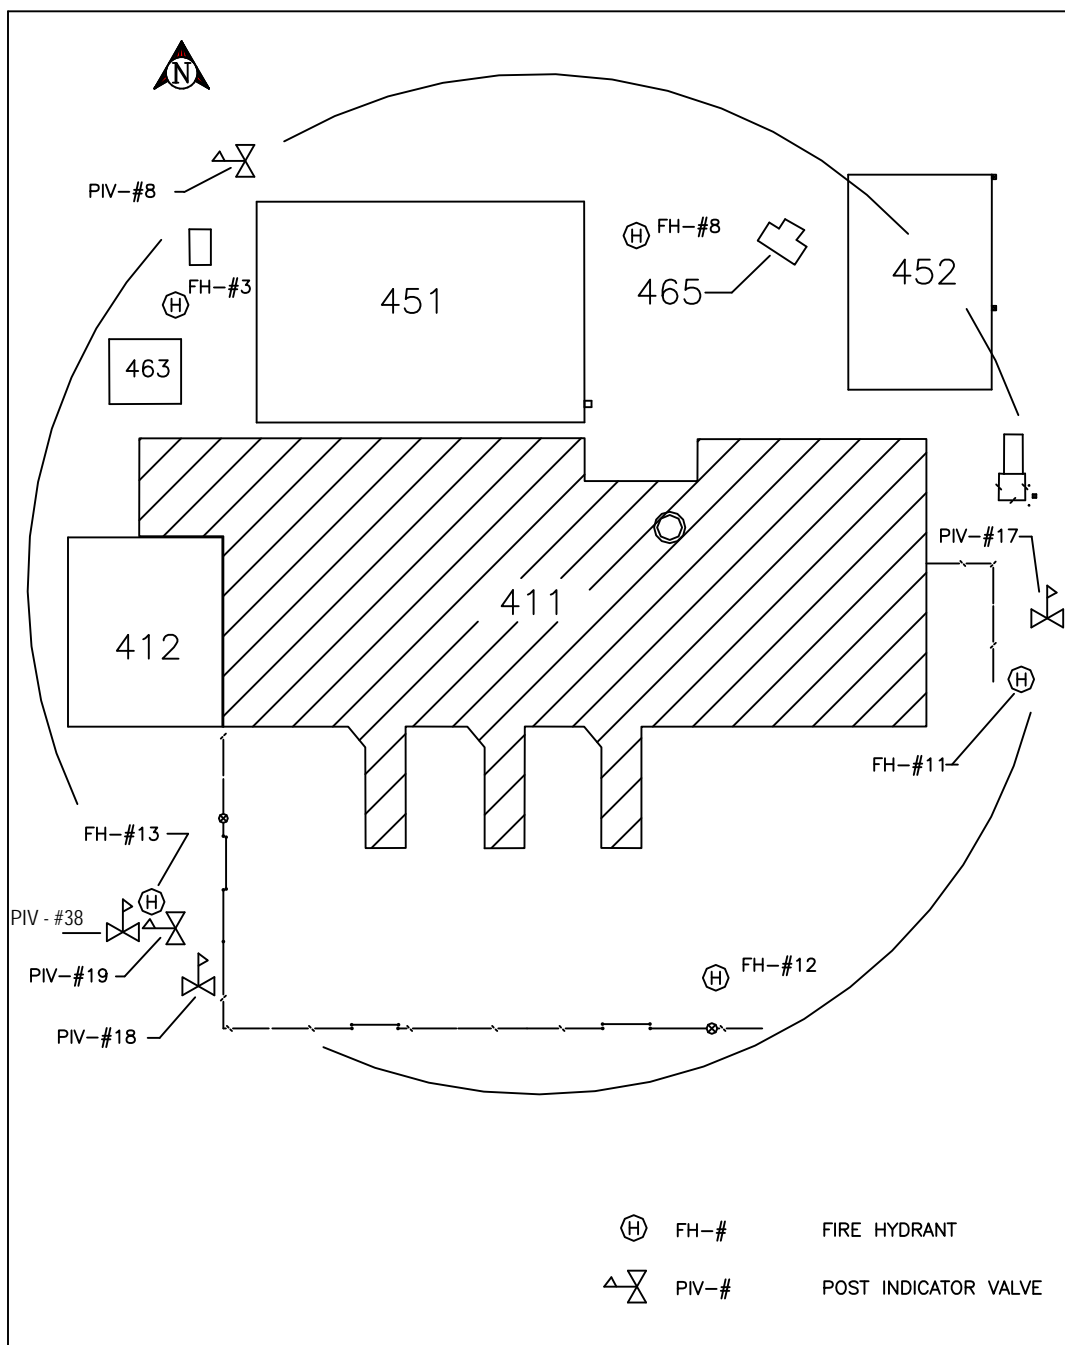 N
PIV-#8
FH-#8
FH-#3
451
465
452
463
PIV-#17
411
412
FH-#11
FH-#13
PIV - #38
PIV-#19
FH-#12
PIV-#18
H FH-# FIRE HYDRANT
PIV-# POST INDICATOR VALVE
H
H
H
H
H